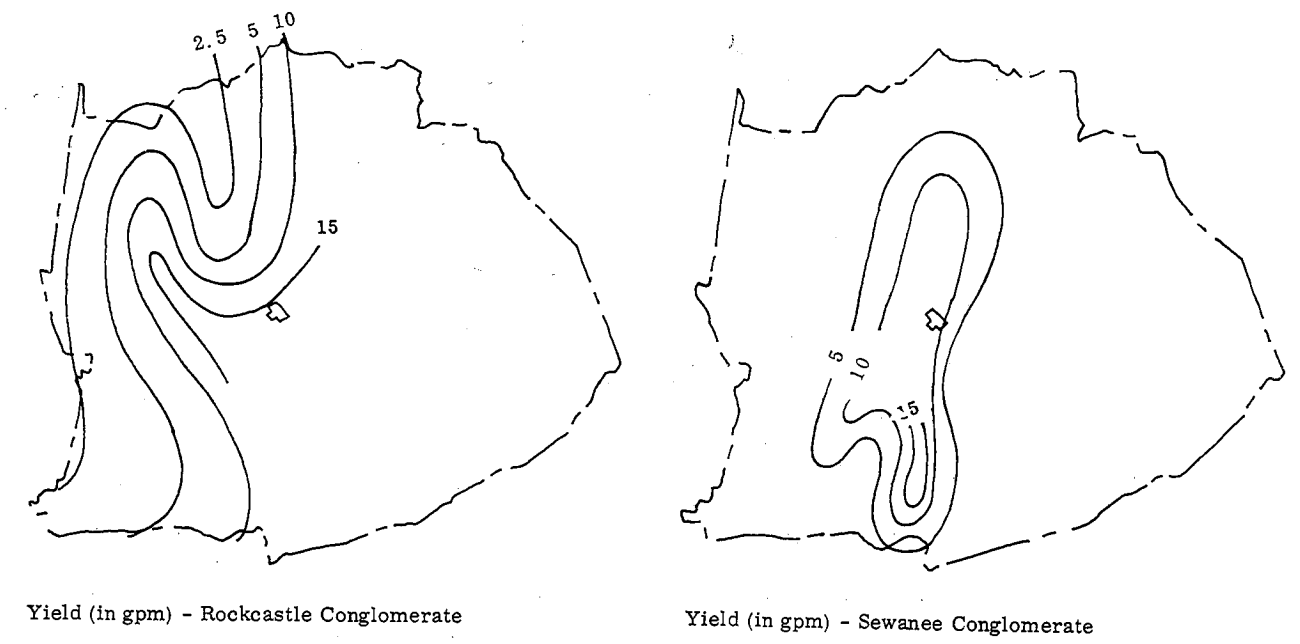 2.5 5 10
15
5
10
15
Yield (in gpm) - Rockcastle Conglomerate
Yield (in gpm) - Sewanee Conglomerate